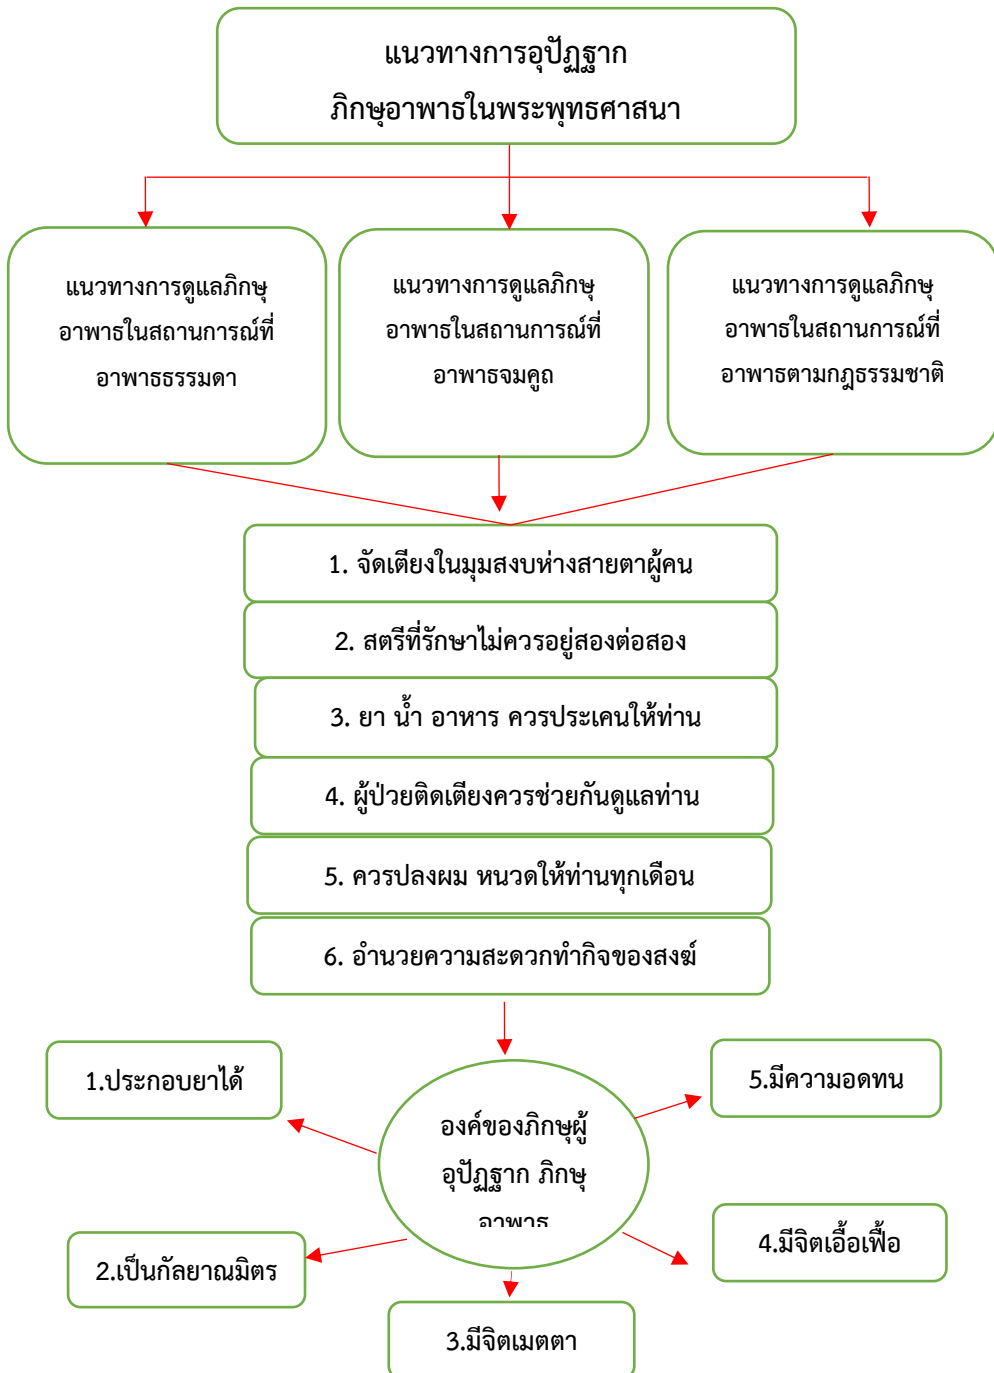 แนวทางการอุปัฏฐาก
ภิกษุอาพาธในพระพุทธศาสนา
แนวทางการดูแลภิกษุ
อาพาธในสถานการณ์ที่
อาพาธธรรมดา
แนวทางการดูแลภิกษุ
อาพาธในสถานการณ์ที่
อาพาธจมคูถ
แนวทางการดูแลภิกษุ
อาพาธในสถานการณ์ที่
อาพาธตามกฎธรรมชาติ
1. จัดเตียงในมุมสงบห่างสายตาผู้คน
2. สตรีที่รักษาไม่ควรอยู่สองต่อสอง
3. ยา น้ำ อาหาร ควรประเคนให้ท่าน
4. ผู้ป่วยติดเตียงควรช่วยกันดูแลท่าน
5. ควรปลงผม หนวดให้ท่านทุกเดือน
6. อำนวยความสะดวกทำกิจของสงฆ์
องค์ของภิกษุผู้
อุปัฏฐาก ภิกษุ
อาพาธ
1.ประกอบยาได้
2.เป็นกัลยาณมิตร
3.มีจิตเมตตา
4.มีจิตเอื้อเฟื้อ
5.มีความอดทน